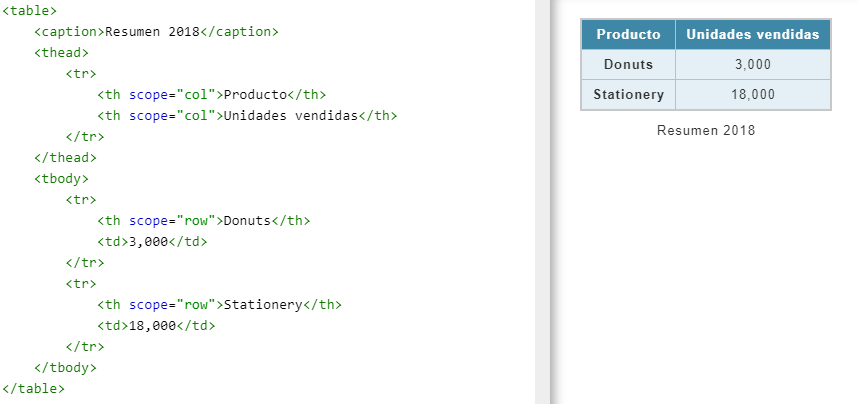 <table>
    <caption>Resumen 2018</caption>
    <thead>
        <tr>
            <th scope="col">Producto</th>
            <th scope="col">Unidades vendidas</th>
        </tr>
    </thead>
    <tbody>
        <tr>
            <th scope="row">Donuts</th>
            <td>3,000</td>
        </tr>
        <tr>
            <th scope="row">Stationery</th>
            <td>18,000</td>
        </tr>
    </tbody>
</table>
Producto Unidades vendidas
Donuts 3,000
Stationery 18,000
Resumen 2018